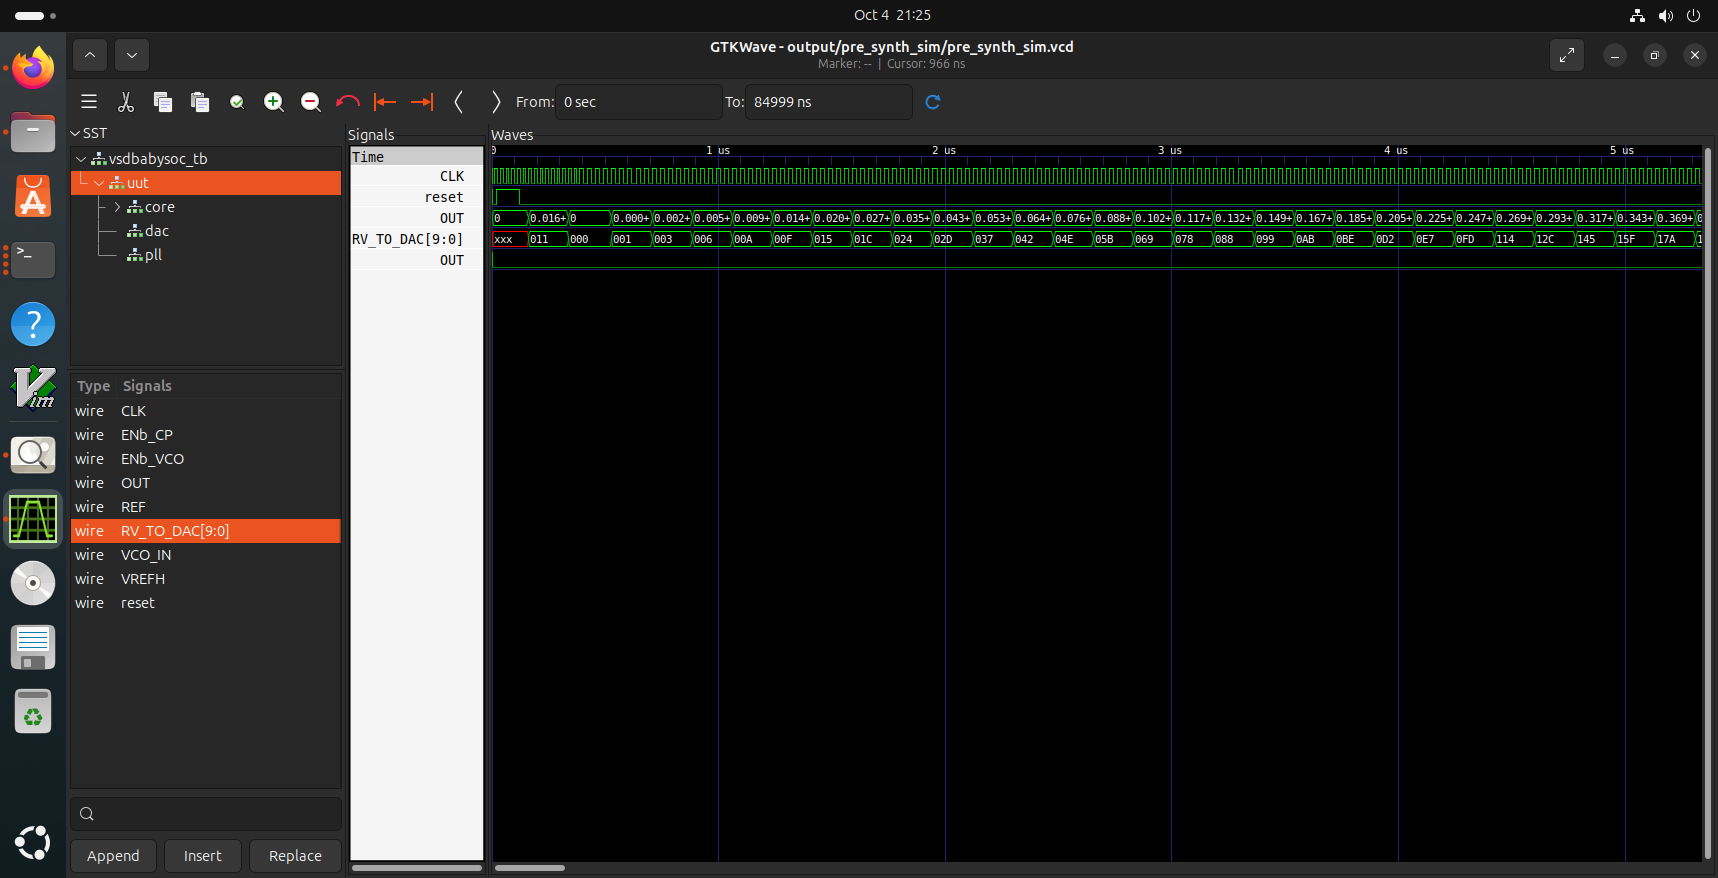 Oct 4 21:25
GTKWave - output/pre_synth_sim/pre_synth_sim.vcd
Marker: -- | Cursor: 966 ns
From: 0 sec To: 84999 ns
SST
vsdbabysoc_tb
uut
core
dac
pll
Type Signals
wire CLK
wire ENb_CP
wire ENb_VCO
wire OUT
wire REF
wire RV_TO_DAC[9:0]
wire VCO_IN
wire VREFH
wire reset
Append Insert Replace
Signals
Time
CLK
reset
OUT
RV_TO_DAC[9:0]
OUT
Waves
0 1 us 2 us 3 us 4 us 5 us
0 0.016+ 0 0.000+ 0.002+ 0.005+ 0.009+ 0.014+ 0.020+ 0.027+ 0.035+ 0.043+ 0.053+ 0.064+ 0.076+ 0.088+ 0.102+ 0.117+ 0.132+ 0.149+ 0.167+ 0.185+ 0.205+ 0.225+ 0.247+ 0.269+ 0.293+ 0.317+ 0.343+ 0.369+
xxx 011 000 001 003 006 00A 00F 015 01C 024 02D 037 042 04E 05B 069 078 088 099 0AB 0BE 0D2 0E7 0FD 114 12C 145 15F 17A